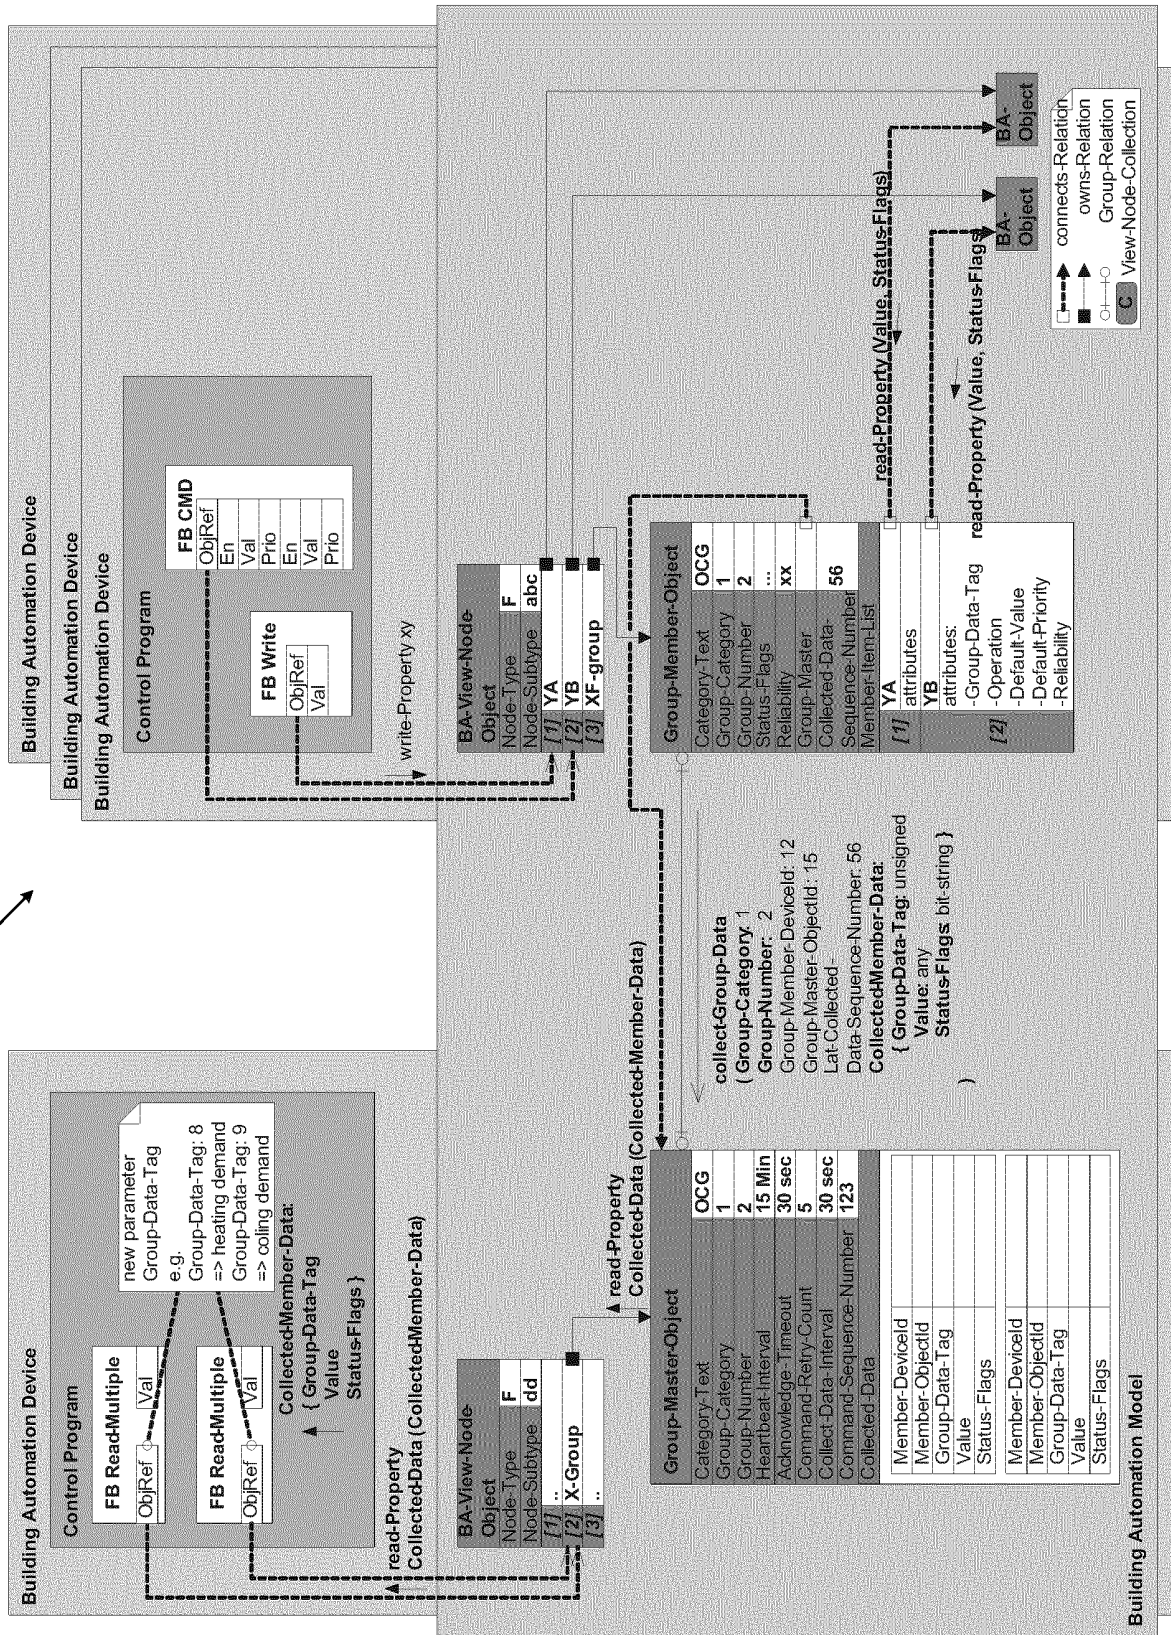 Building Automation Device
Control Program
FB Read-Multiple
ObjRef
Val
FB Read-Multiple
ObjRef
Val
new parameter
Group-Data-Tag
e.g.
Group-Data-Tag: 8
=> heating demand
Group-Data-Tag: 9
=> coling demand
Collected-Member-Data:
{ Group-Data-Tag
Value
Status-Flags }
read-Property
Collected-Data (Collected-Member-Data)
BA-View-Node-
Object
Node-Type F
Node-Subtype dd
[1] ..
[2] X-Group
[3] ..
read-Property
Collected-Data (Collected-Member-Data)
Group-Master-Object
Category-Text OCG
Group-Category 1
Group-Number 2
Heartbeat-Interval 15 Min
Acknowledge-Timeout 30 sec
Command-Retry-Count 5
Collect-Data-Interval 30 sec
Command-Sequence-Number 123
Collected-Data
Member-DeviceId
Member-ObjectId
Group-Data-Tag
Value
Status-Flags
Member-DeviceId
Member-ObjectId
Group-Data-Tag
Value
Status-Flags
Building Automation Model
Building Automation Device
Building Automation Device
Building Automation Device
Control Program
FB Write
ObjRef
Val
FB CMD
ObjRef
En
Val
Prio
En
Val
Prio
write-Property xy
BA-View-Node-
Object
Node-Type F
Node-Subtype abc
[1] YA
[2] YB
[3] XF-group
collect-Group-Data
( Group-Category: 1
Group-Number: 2
Group-Member-DeviceId: 12
Group-Master-ObjectId: 15
Lat-Collected-
Data-Sequence-Number: 56
Collected-Member-Data:
{ Group-Data-Tag: unsigned
Value: any
Status-Flags: bit-string }
)
Group-Member-Object
Category-Text OCG
Group-Category 1
Group-Number 2
Status-Flags ...
Reliability xx
Group-Master
Collected-Data-
Sequence-Number 56
Member-Item-List
[1] YA
attributes
[2] YB
attributes:
-Group-Data-Tag
-Operation
-Default-Value
-Default-Priority
-Reliability
read-Property (Value, Status-Flags)
read-Property (Value, Status-Flags)
BA-
Object
BA-
Object
connects-Relation
owns-Relation
Group-Relation
C View-Node-Collection